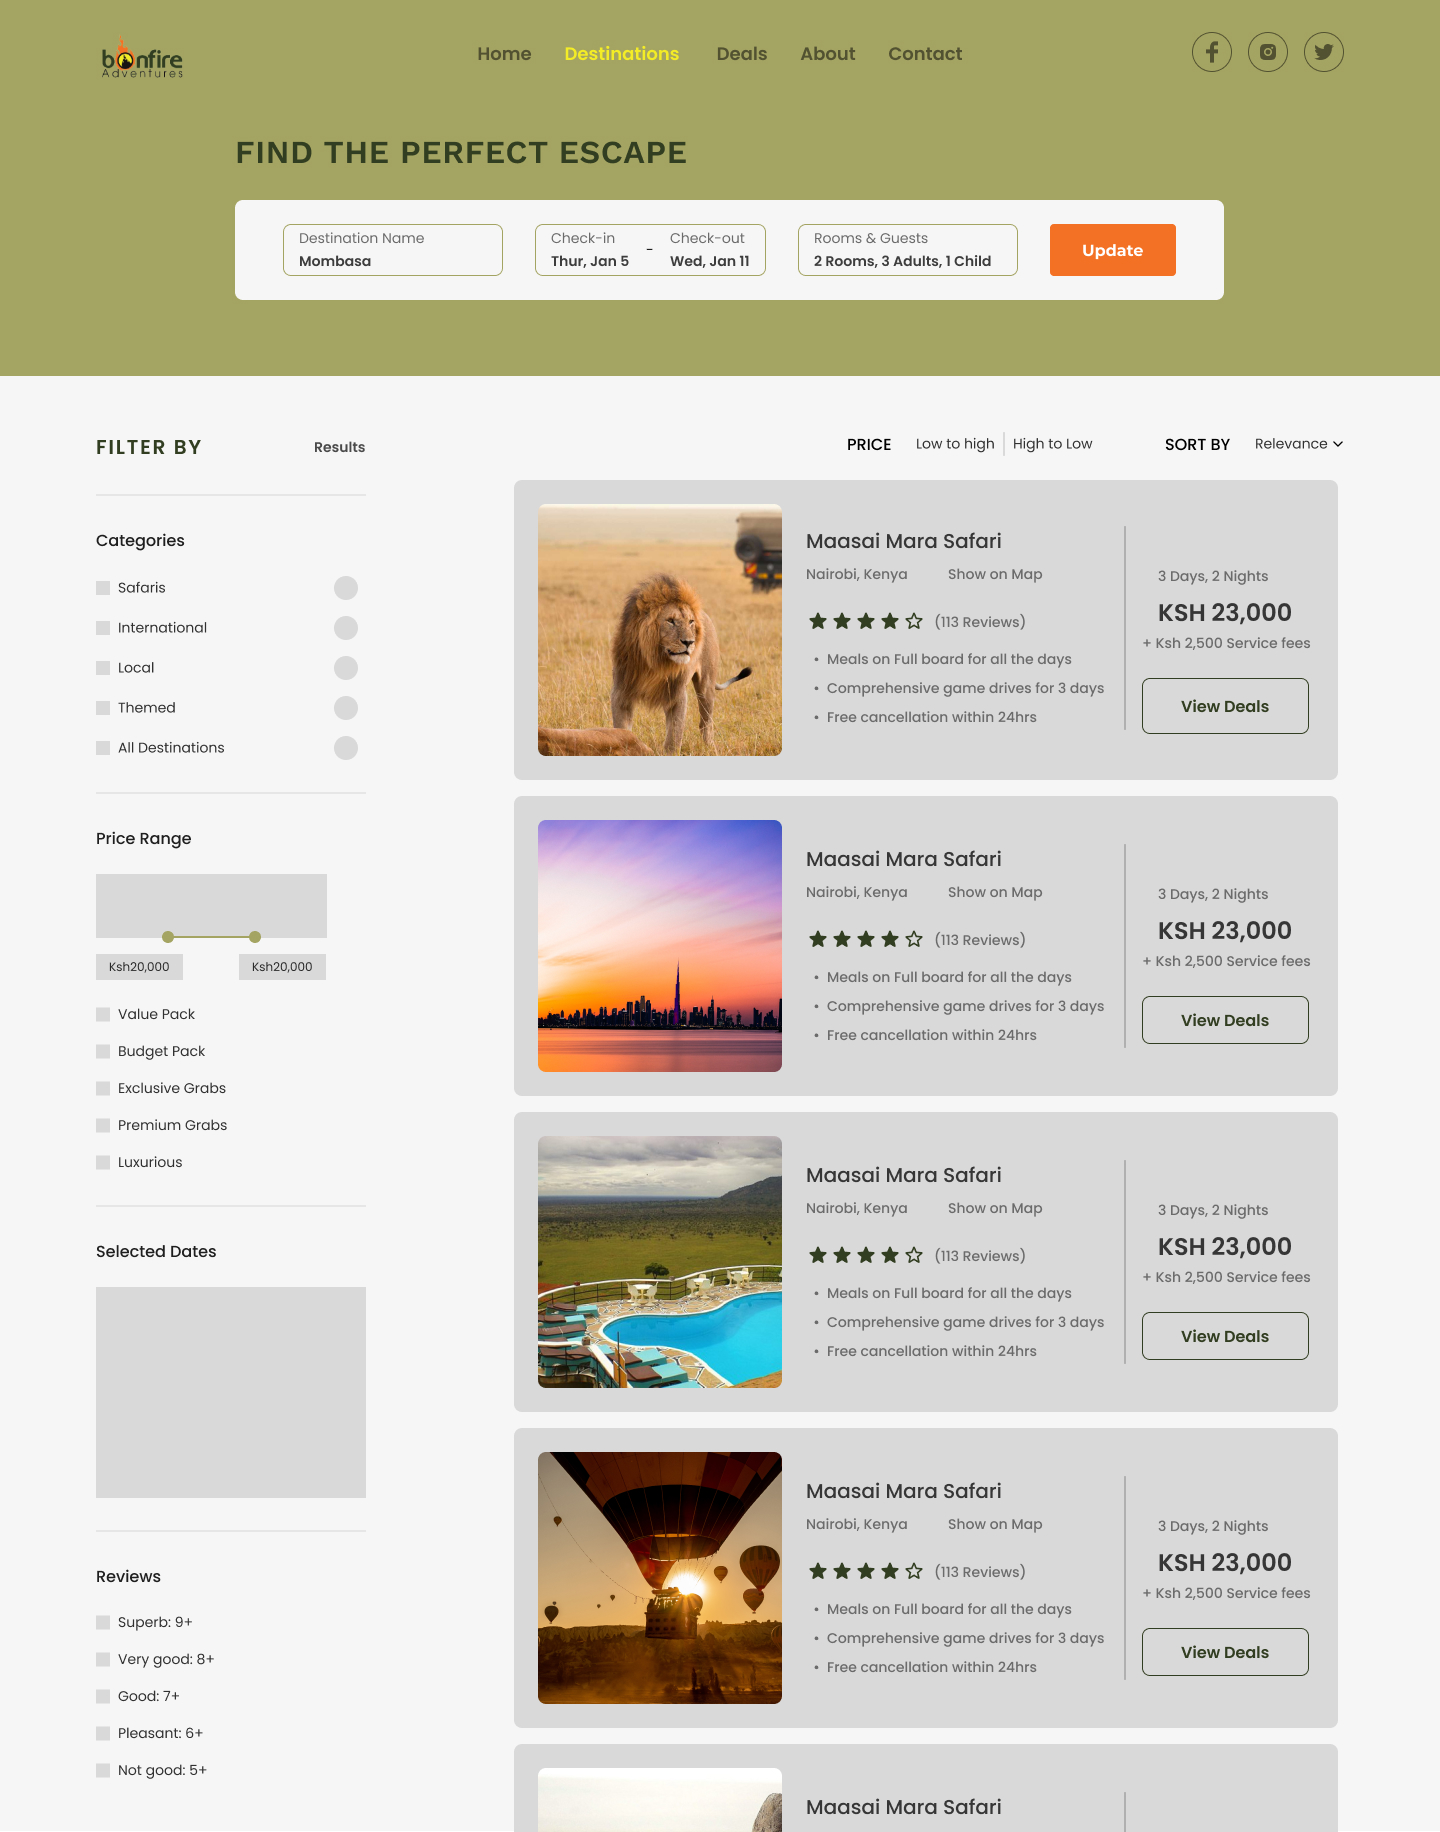 bonfire
Adventures
Home Destinations Deals About Contact
FIND THE PERFECT ESCAPE
Destination Name
Mombasa
Check-in
Thur, Jan 5
-
Check-out
Wed, Jan 11
Rooms & Guests
2 Rooms, 3 Adults, 1 Child
Update
FILTER BY Results
Categories
Safaris
International
Local
Themed
All Destinations
Price Range
Ksh20,000 Ksh20,000
Value Pack
Budget Pack
Exclusive Grabs
Premium Grabs
Luxurious
Selected Dates
Reviews
Superb: 9+
Very good: 8+
Good: 7+
Pleasant: 6+
Not good: 5+
PRICE Low to high High to Low SORT BY Relevance
Maasai Mara Safari
Nairobi, Kenya Show on Map
(113 Reviews)
• Meals on Full board for all the days
• Comprehensive game drives for 3 days
• Free cancellation within 24hrs
3 Days, 2 Nights
KSH 23,000
+ Ksh 2,500 Service fees
View Deals
Maasai Mara Safari
Nairobi, Kenya Show on Map
(113 Reviews)
• Meals on Full board for all the days
• Comprehensive game drives for 3 days
• Free cancellation within 24hrs
3 Days, 2 Nights
KSH 23,000
+ Ksh 2,500 Service fees
View Deals
Maasai Mara Safari
Nairobi, Kenya Show on Map
(113 Reviews)
• Meals on Full board for all the days
• Comprehensive game drives for 3 days
• Free cancellation within 24hrs
3 Days, 2 Nights
KSH 23,000
+ Ksh 2,500 Service fees
View Deals
Maasai Mara Safari
Nairobi, Kenya Show on Map
(113 Reviews)
• Meals on Full board for all the days
• Comprehensive game drives for 3 days
• Free cancellation within 24hrs
3 Days, 2 Nights
KSH 23,000
+ Ksh 2,500 Service fees
View Deals
Maasai Mara Safari